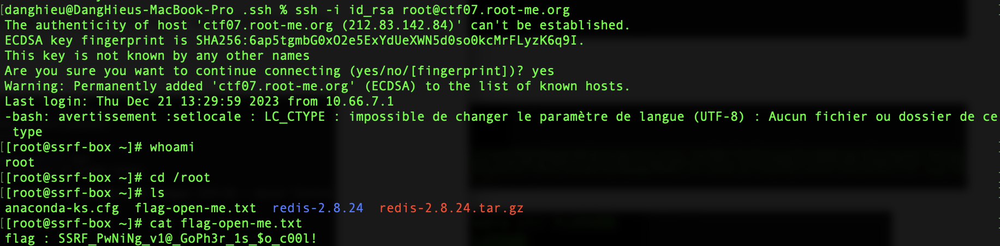 [danghieu@DangHieus-MacBook-Pro .ssh % ssh -i id_rsa root@ctf07.root-me.org
The authenticity of host 'ctf07.root-me.org (212.83.142.84)' can't be established.
ECDSA key fingerprint is SHA256:6ap5tgmbG0xO2e5ExYdUeXWN5d0so0kcMrFLyzK6q9I.
This key is not known by any other names
Are you sure you want to continue connecting (yes/no/[fingerprint])? yes
Warning: Permanently added 'ctf07.root-me.org' (ECDSA) to the list of known hosts.
Last login: Thu Dec 21 13:29:59 2023 from 10.66.7.1
-bash: avertissement :setlocale : LC_CTYPE : impossible de changer le paramètre de langue (UTF-8) : Aucun fichier ou dossier de ce
 type
[[root@ssrf-box ~]# whoami
root
[[root@ssrf-box ~]# cd /root
[[root@ssrf-box ~]# ls
anaconda-ks.cfg  flag-open-me.txt  redis-2.8.24  redis-2.8.24.tar.gz
[[root@ssrf-box ~]# cat flag-open-me.txt
flag : SSRF_PwNiNg_v1@_GoPh3r_1s_$o_c00l!